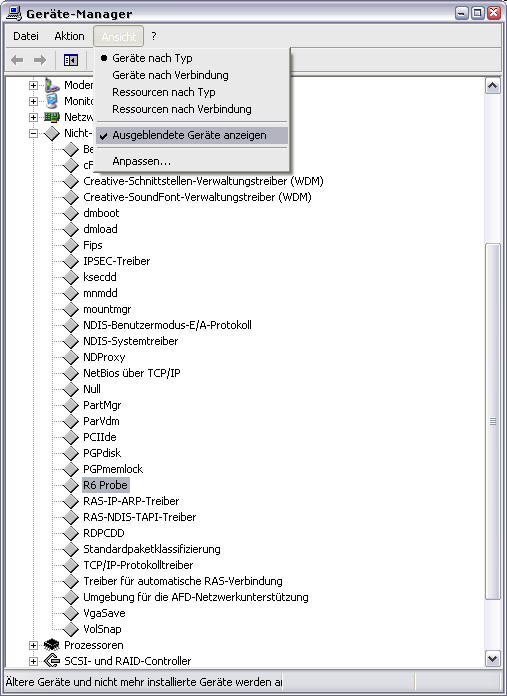 Geräte-Manager
Datei Aktion Ansicht ?
Geräte nach Typ
Geräte nach Verbindung
Ressourcen nach Typ
Ressourcen nach Verbindung
Ausgeblendete Geräte anzeigen
Anpassen...
Moder
Monito
Netzw
Nicht-
Be
cF
Creative-Schnittstellen-Verwaltungstreiber (WDM)
Creative-SoundFont-Verwaltungstreiber (WDM)
dmboot
dmload
Fips
IPSEC-Treiber
ksecdd
mnmdd
mountmgr
NDIS-Benutzermodus-E/A-Protokoll
NDIS-Systemtreiber
NDProxy
NetBios über TCP/IP
Null
PartMgr
ParVdm
PCIIde
PGPdisk
PGPmemlock
R6 Probe
RAS-IP-ARP-Treiber
RAS-NDIS-TAPI-Treiber
RDPCDD
Standardpaketklassifizierung
TCP/IP-Protokolltreiber
Treiber für automatische RAS-Verbindung
Umgebung für die AFD-Netzwerkunterstützung
VgaSave
VolSnap
Prozessoren
SCSI- und RAID-Controller
Ältere Geräte und nicht mehr installierte Geräte werden an